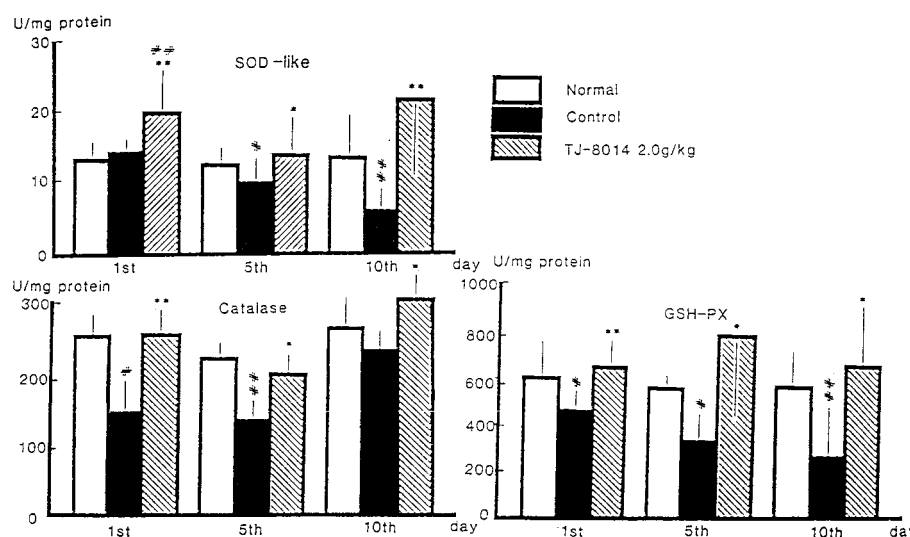 U/mg protein
30
20
10
0
SOD-like
** 
**
*
**
1st
5th
10th
day
Normal
Control
TJ-8014 2.0g/kg
U/mg protein
300
200
100
0
Catalase
**
*
*
1st
5th
10th
day
U/mg protein
1000
800
600
400
200
0
GSH-PX
**
*
*
1st
5th
10th
day